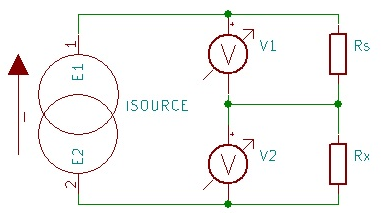 1
E1
I
ISOURCE
E2
2
+
V
V1
Rs
+
V
V2
Rx